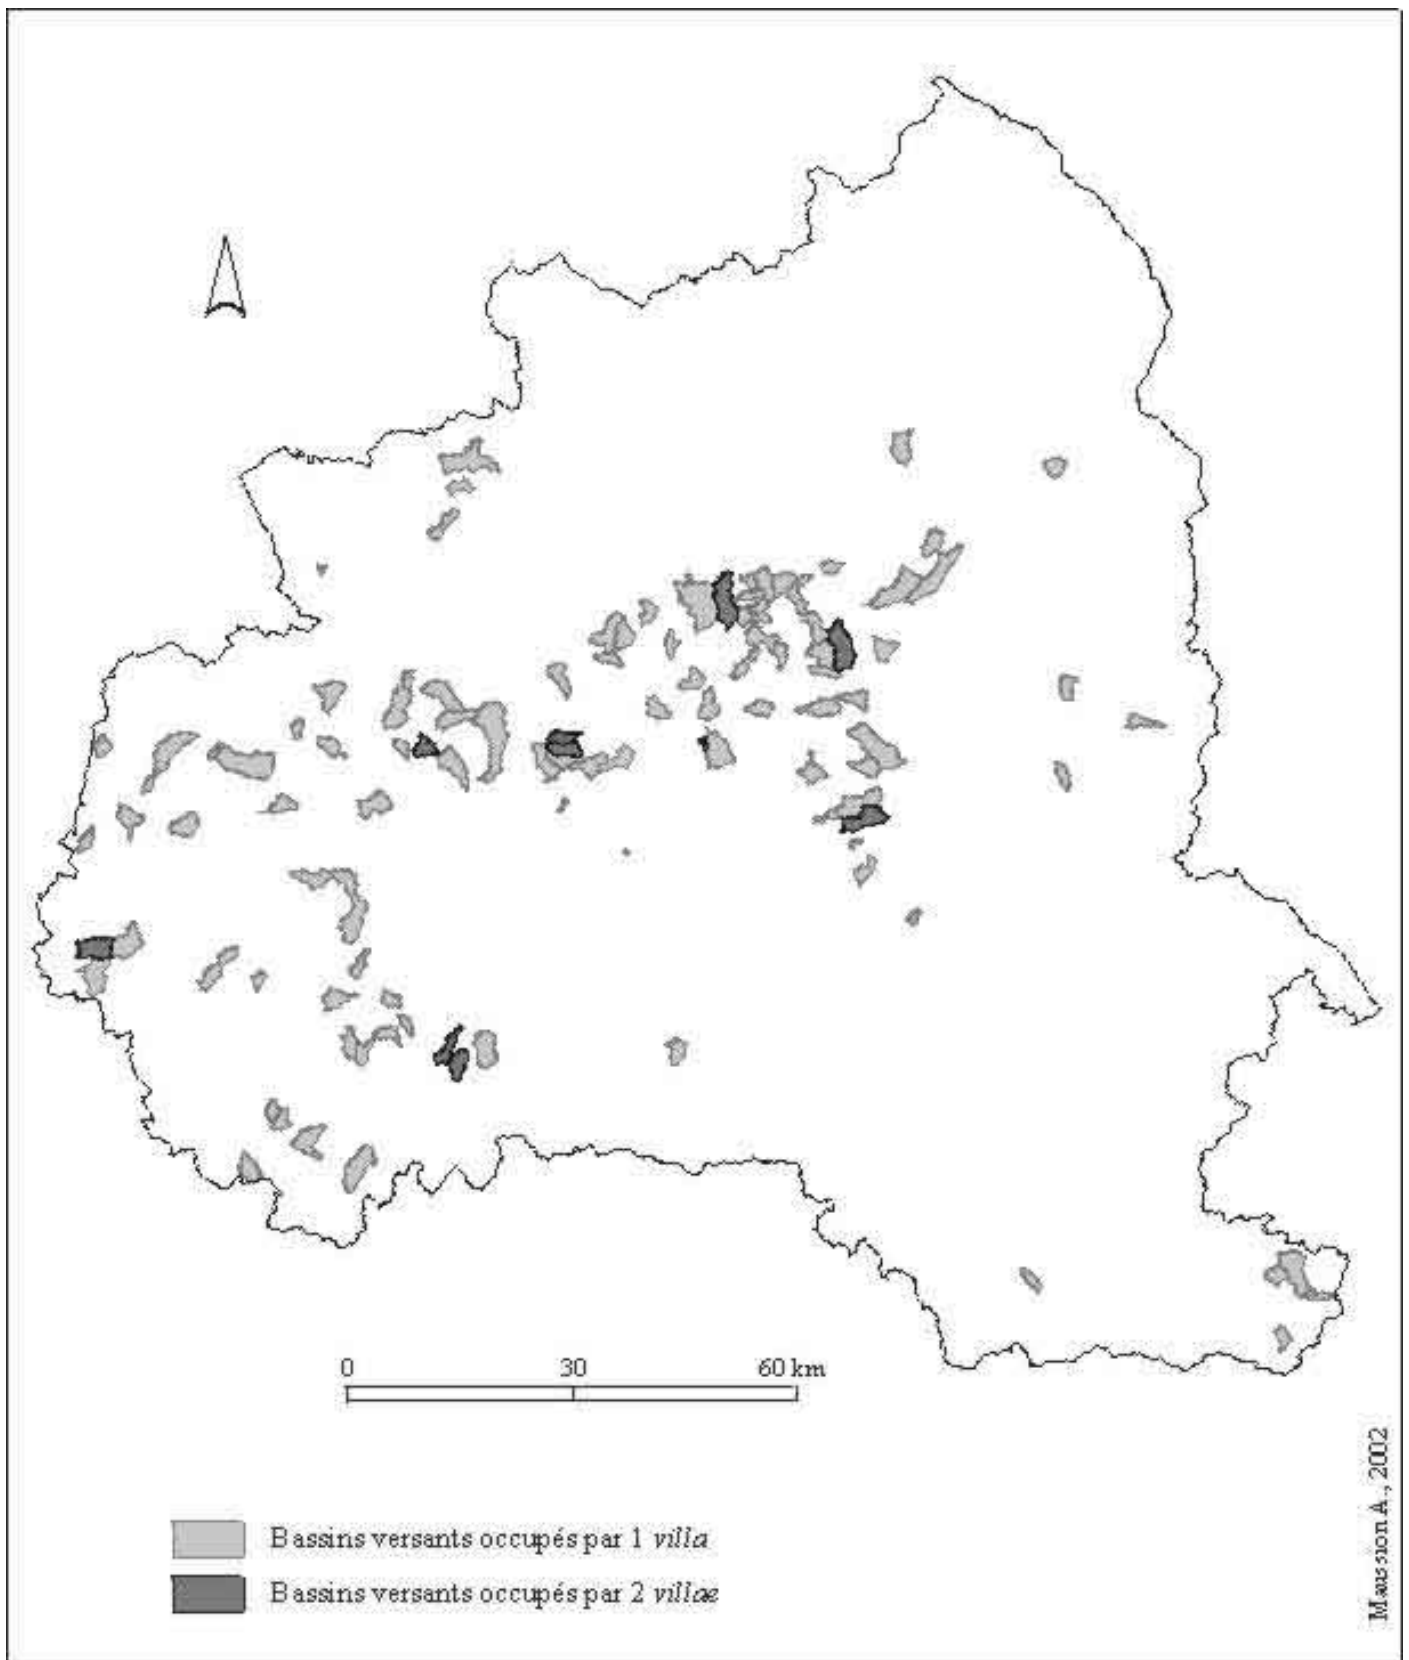 0 30 60 km
Bassins versants occupés par 1 villa
Bassins versants occupés par 2 villae
Maussion A., 2002